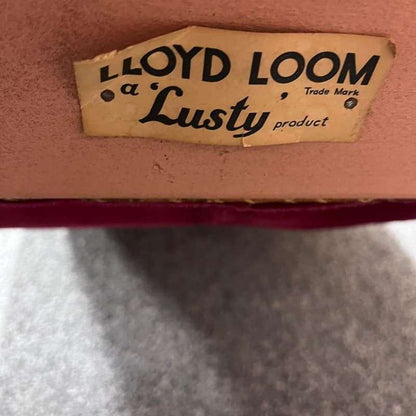 LLOYD LOOM
Trade Mark
a 'Lusty' product